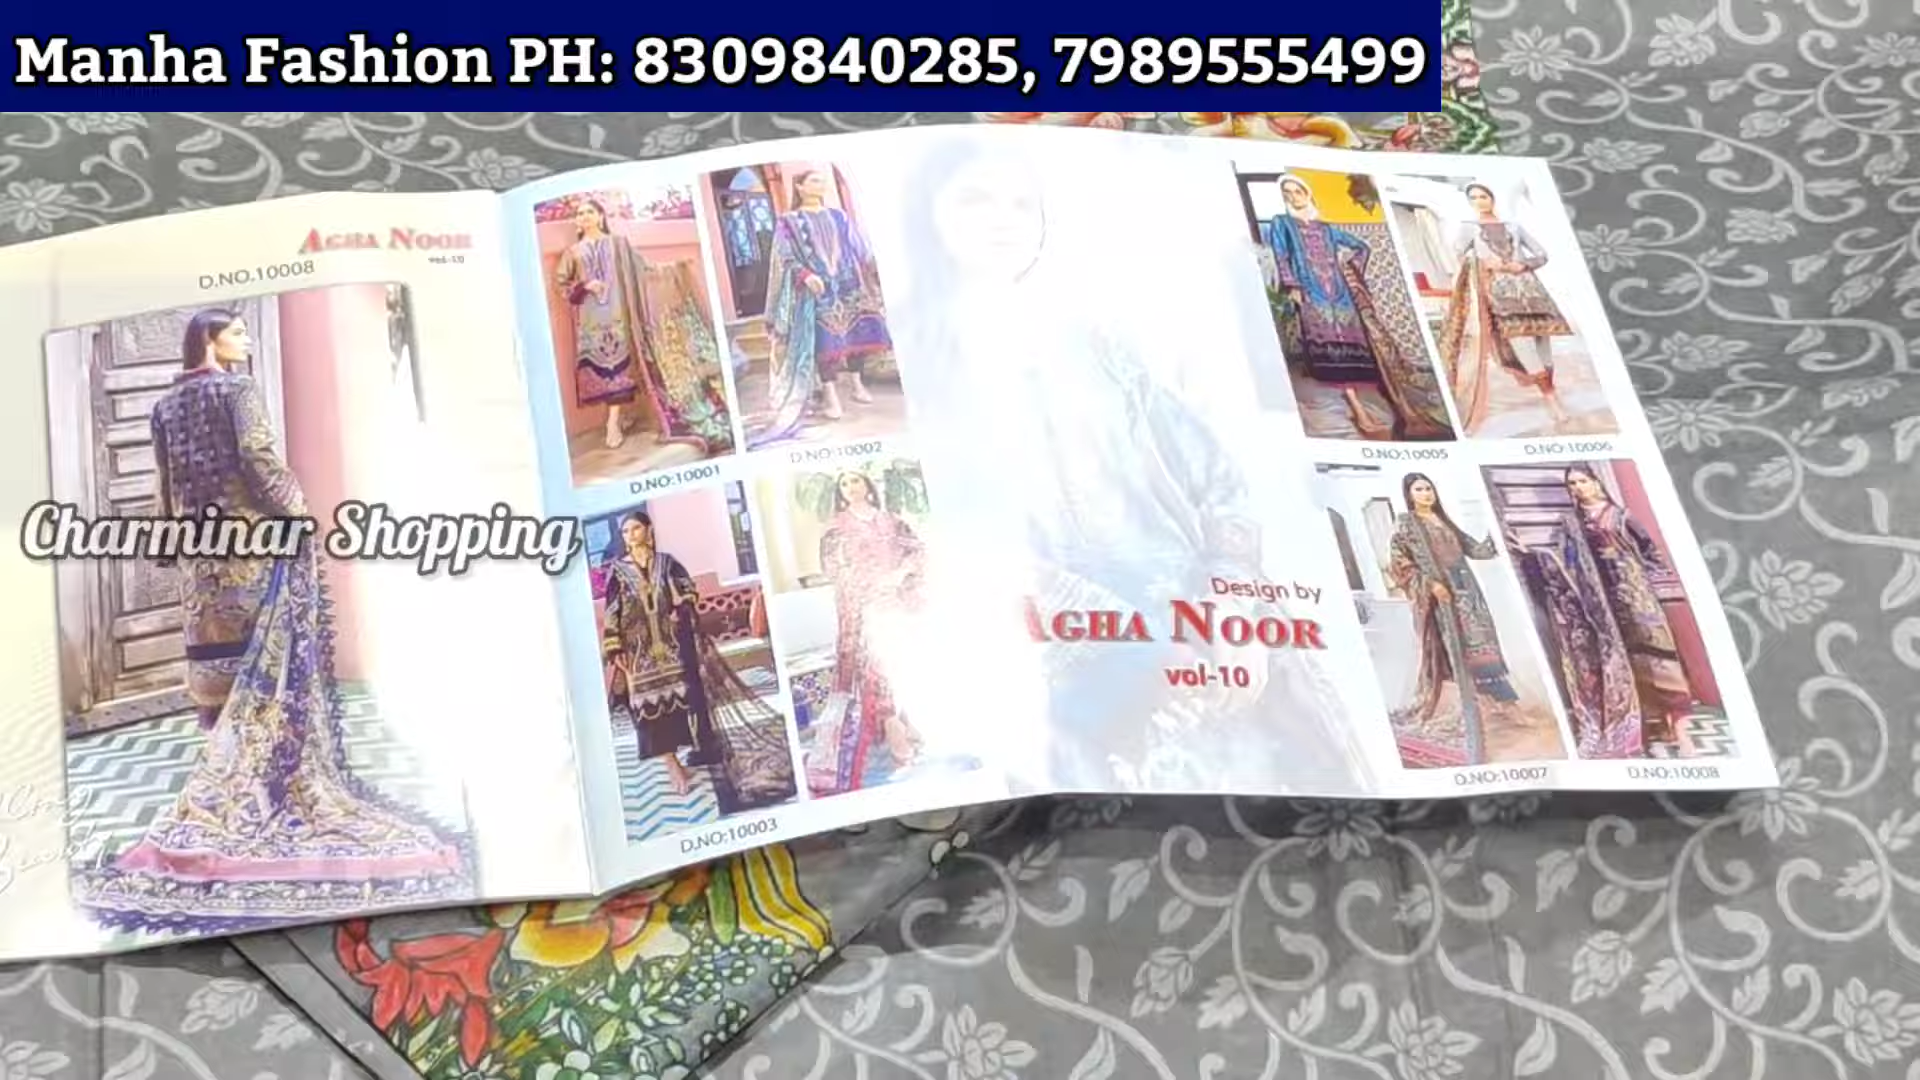 Manha Fashion PH: 8309840285, 7989555499
AGHA NOOR
vol-10
D.NO.10008
Charminar Shopping
D.NO:10001
D.NO:10002
D.NO:10003
Design by
AGHA NOOR
vol-10
D.NO:10005
D.NO:10006
D.NO:10007
D.NO:10008